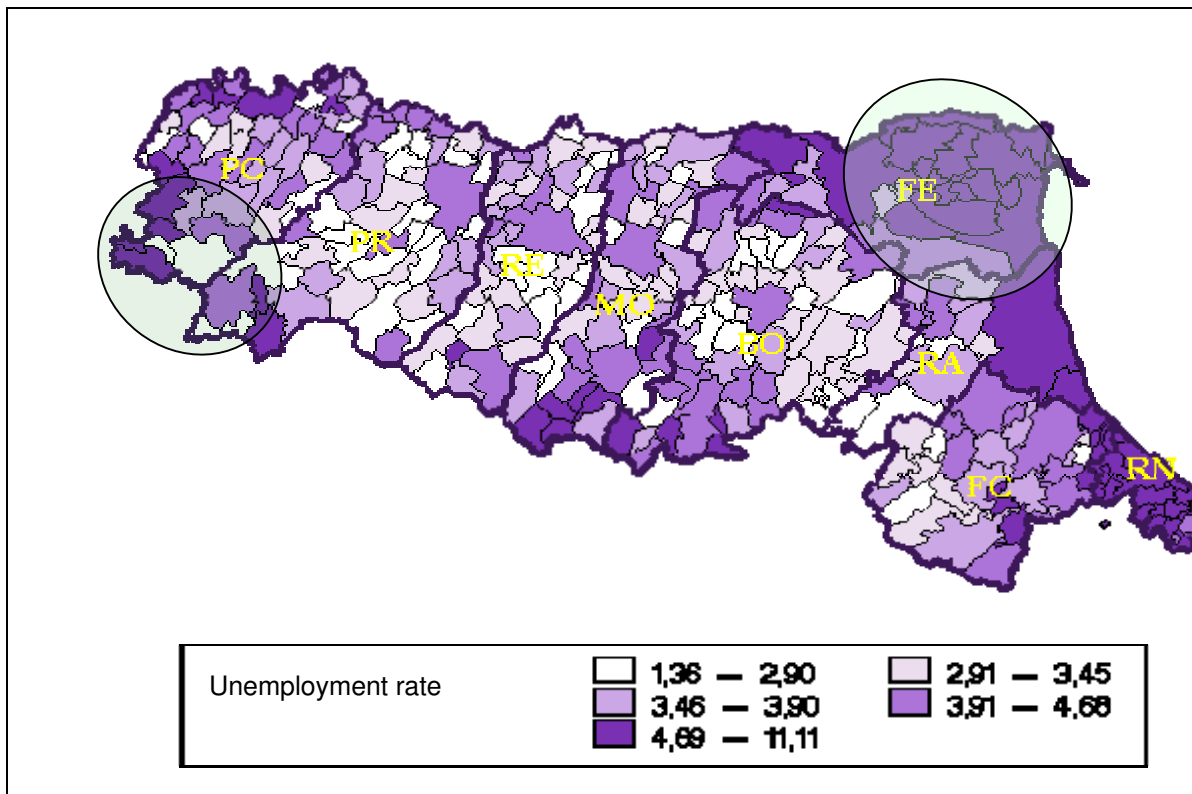 PC
FE
PR
RE
MO
BO
RA
RN
FC
Unemployment rate
1,36 — 2,90
2,91 — 3,45
3,46 — 3,90
3,91 — 4,68
4,69 — 11,11